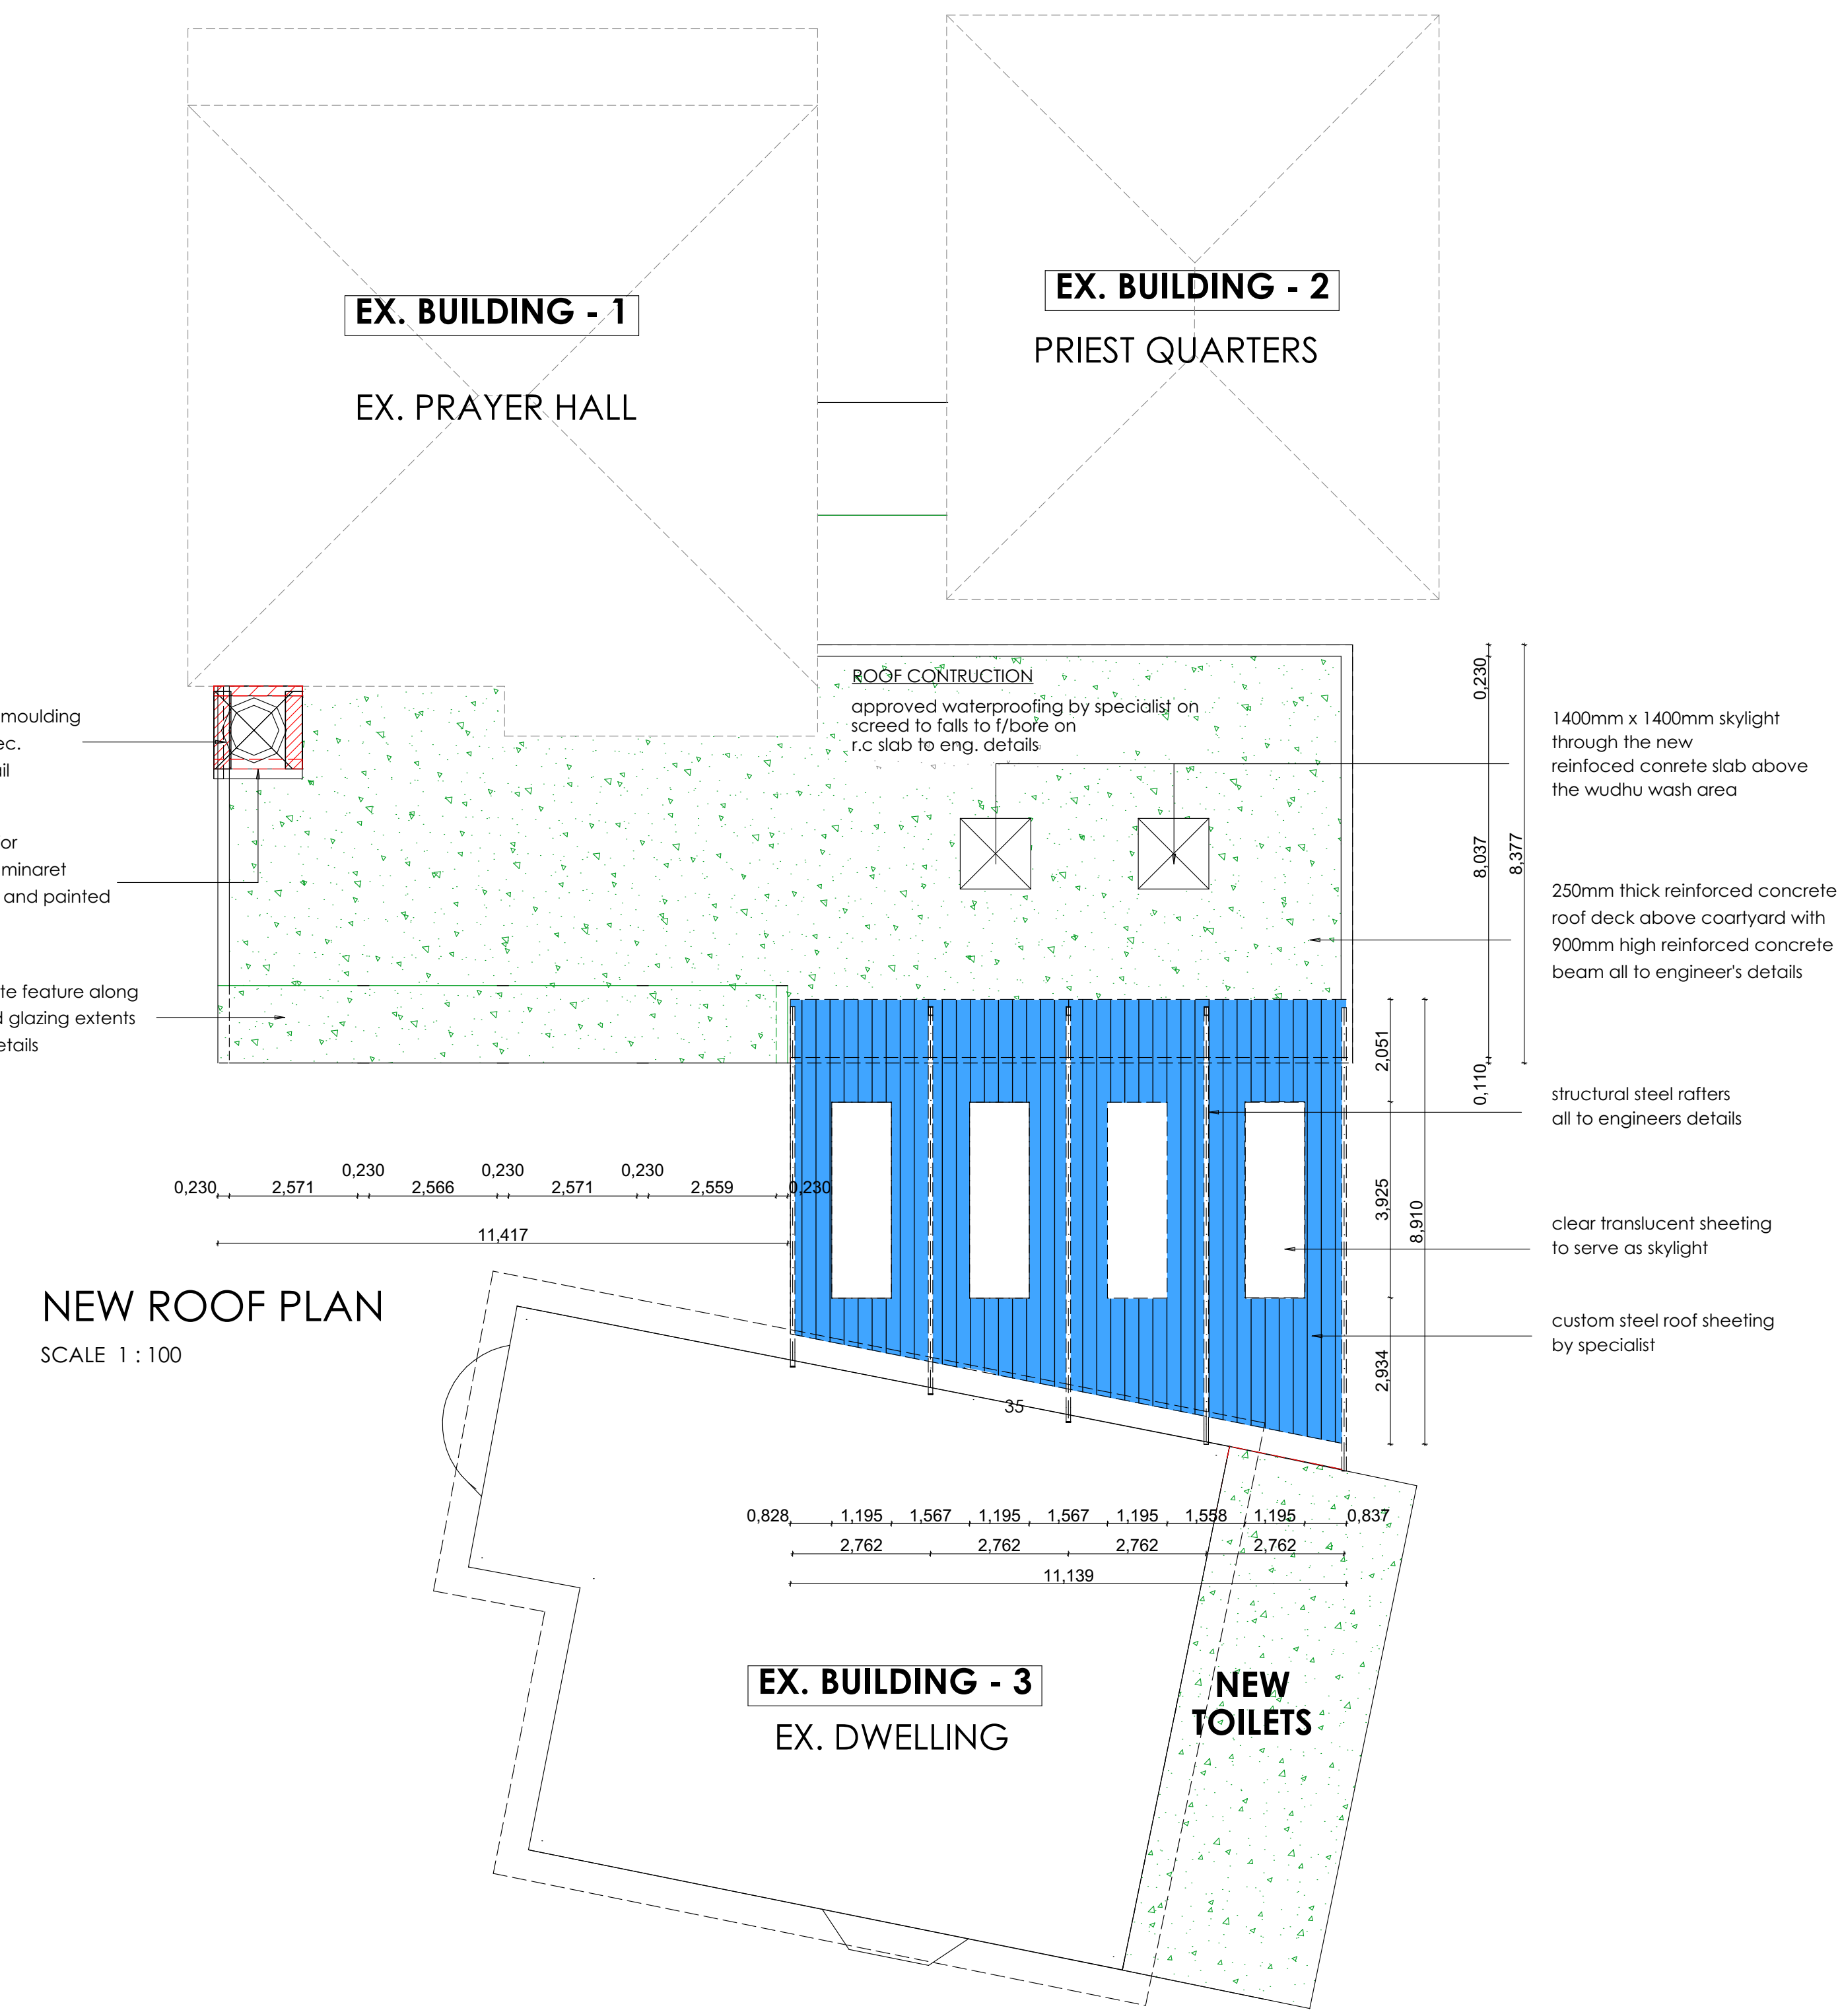 EX. BUILDING - 1
EX. PRAYER HALL
EX. BUILDING - 2
PRIEST QUARTERS
ROOF CONTRUCTION
approved waterproofing by specialist on
screed to falls to f/bore on
r.c slab to eng. details
moulding
ec.
ail
or
minaret
and painted
te feature along
d glazing extents
etails
0,230
8,037
8,377
0,110
1400mm x 1400mm skylight
through the new
reinfoced conrete slab above
the wudhu wash area
250mm thick reinforced concrete
roof deck above coartyard with
900mm high reinforced concrete
beam all to engineer's details
structural steel rafters
all to engineers details
clear translucent sheeting
to serve as skylight
custom steel roof sheeting
by specialist
2,051
3,925
8,910
2,934
0,230 0,230 0,230
0,230 2,571 2,566 2,571 2,559 0,230
11,417
NEW ROOF PLAN
SCALE 1 : 100
35
0,828 1,195 1,567 1,195 1,567 1,195 1,558 1,195 0,837
2,762 2,762 2,762 2,762
11,139
EX. BUILDING - 3
EX. DWELLING
NEW
TOILETS